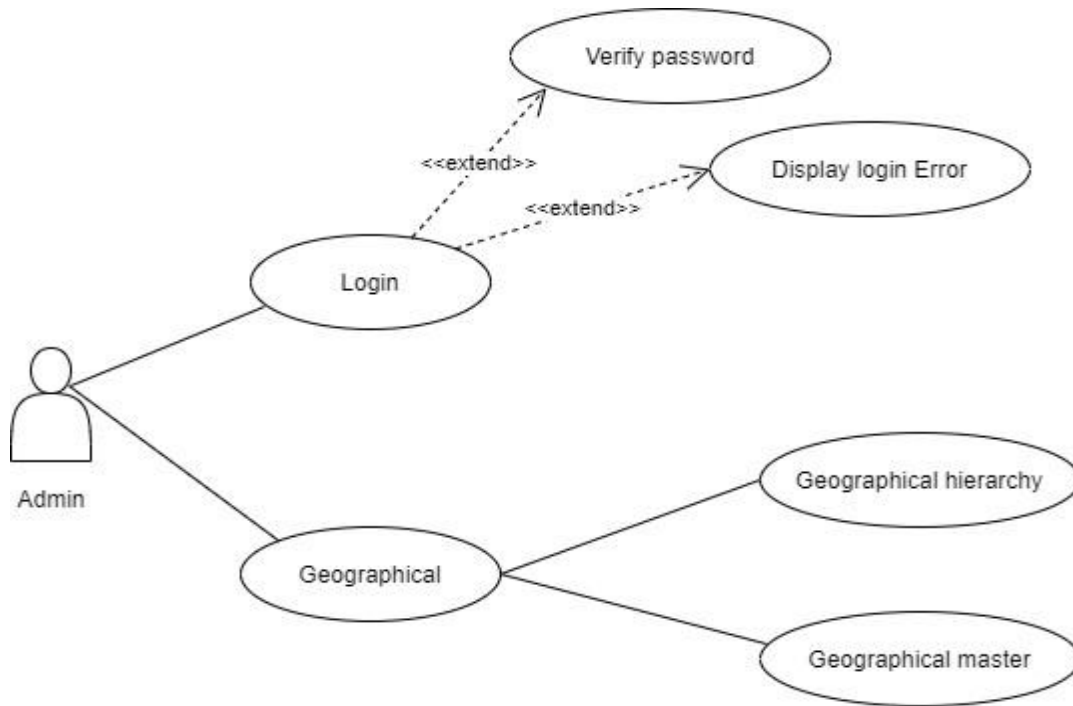 Verify password
<<extend>>
Display login Error
<<extend>>
Login
Admin
Geographical hierarchy
Geographical
Geographical master